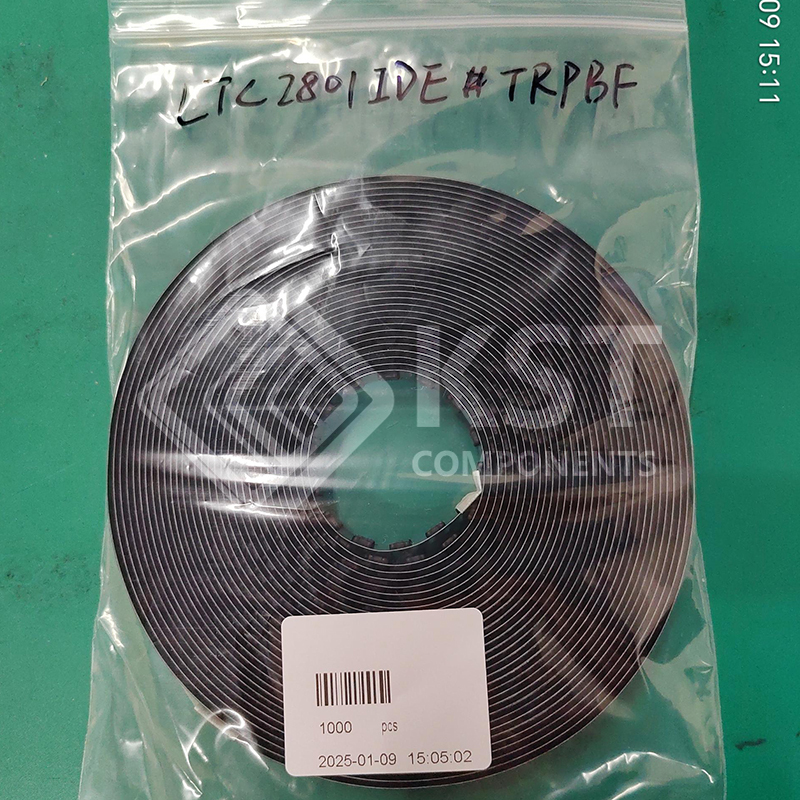 09 15:11
LTC2801IDE#TRPBF
KST
COMPONENTS
1000 pcs
2025-01-09 15:05:02